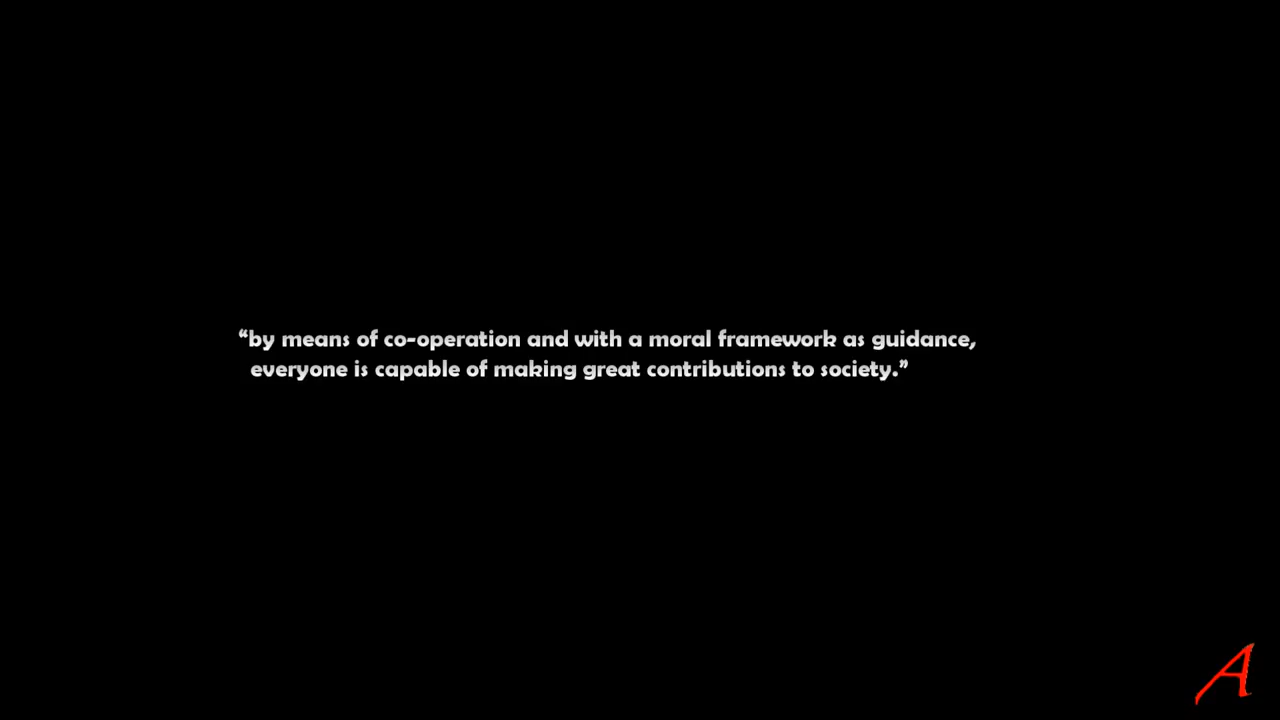 “by means of co-operation and with a moral framework as guidance,
everyone is capable of making great contributions to society.”
A